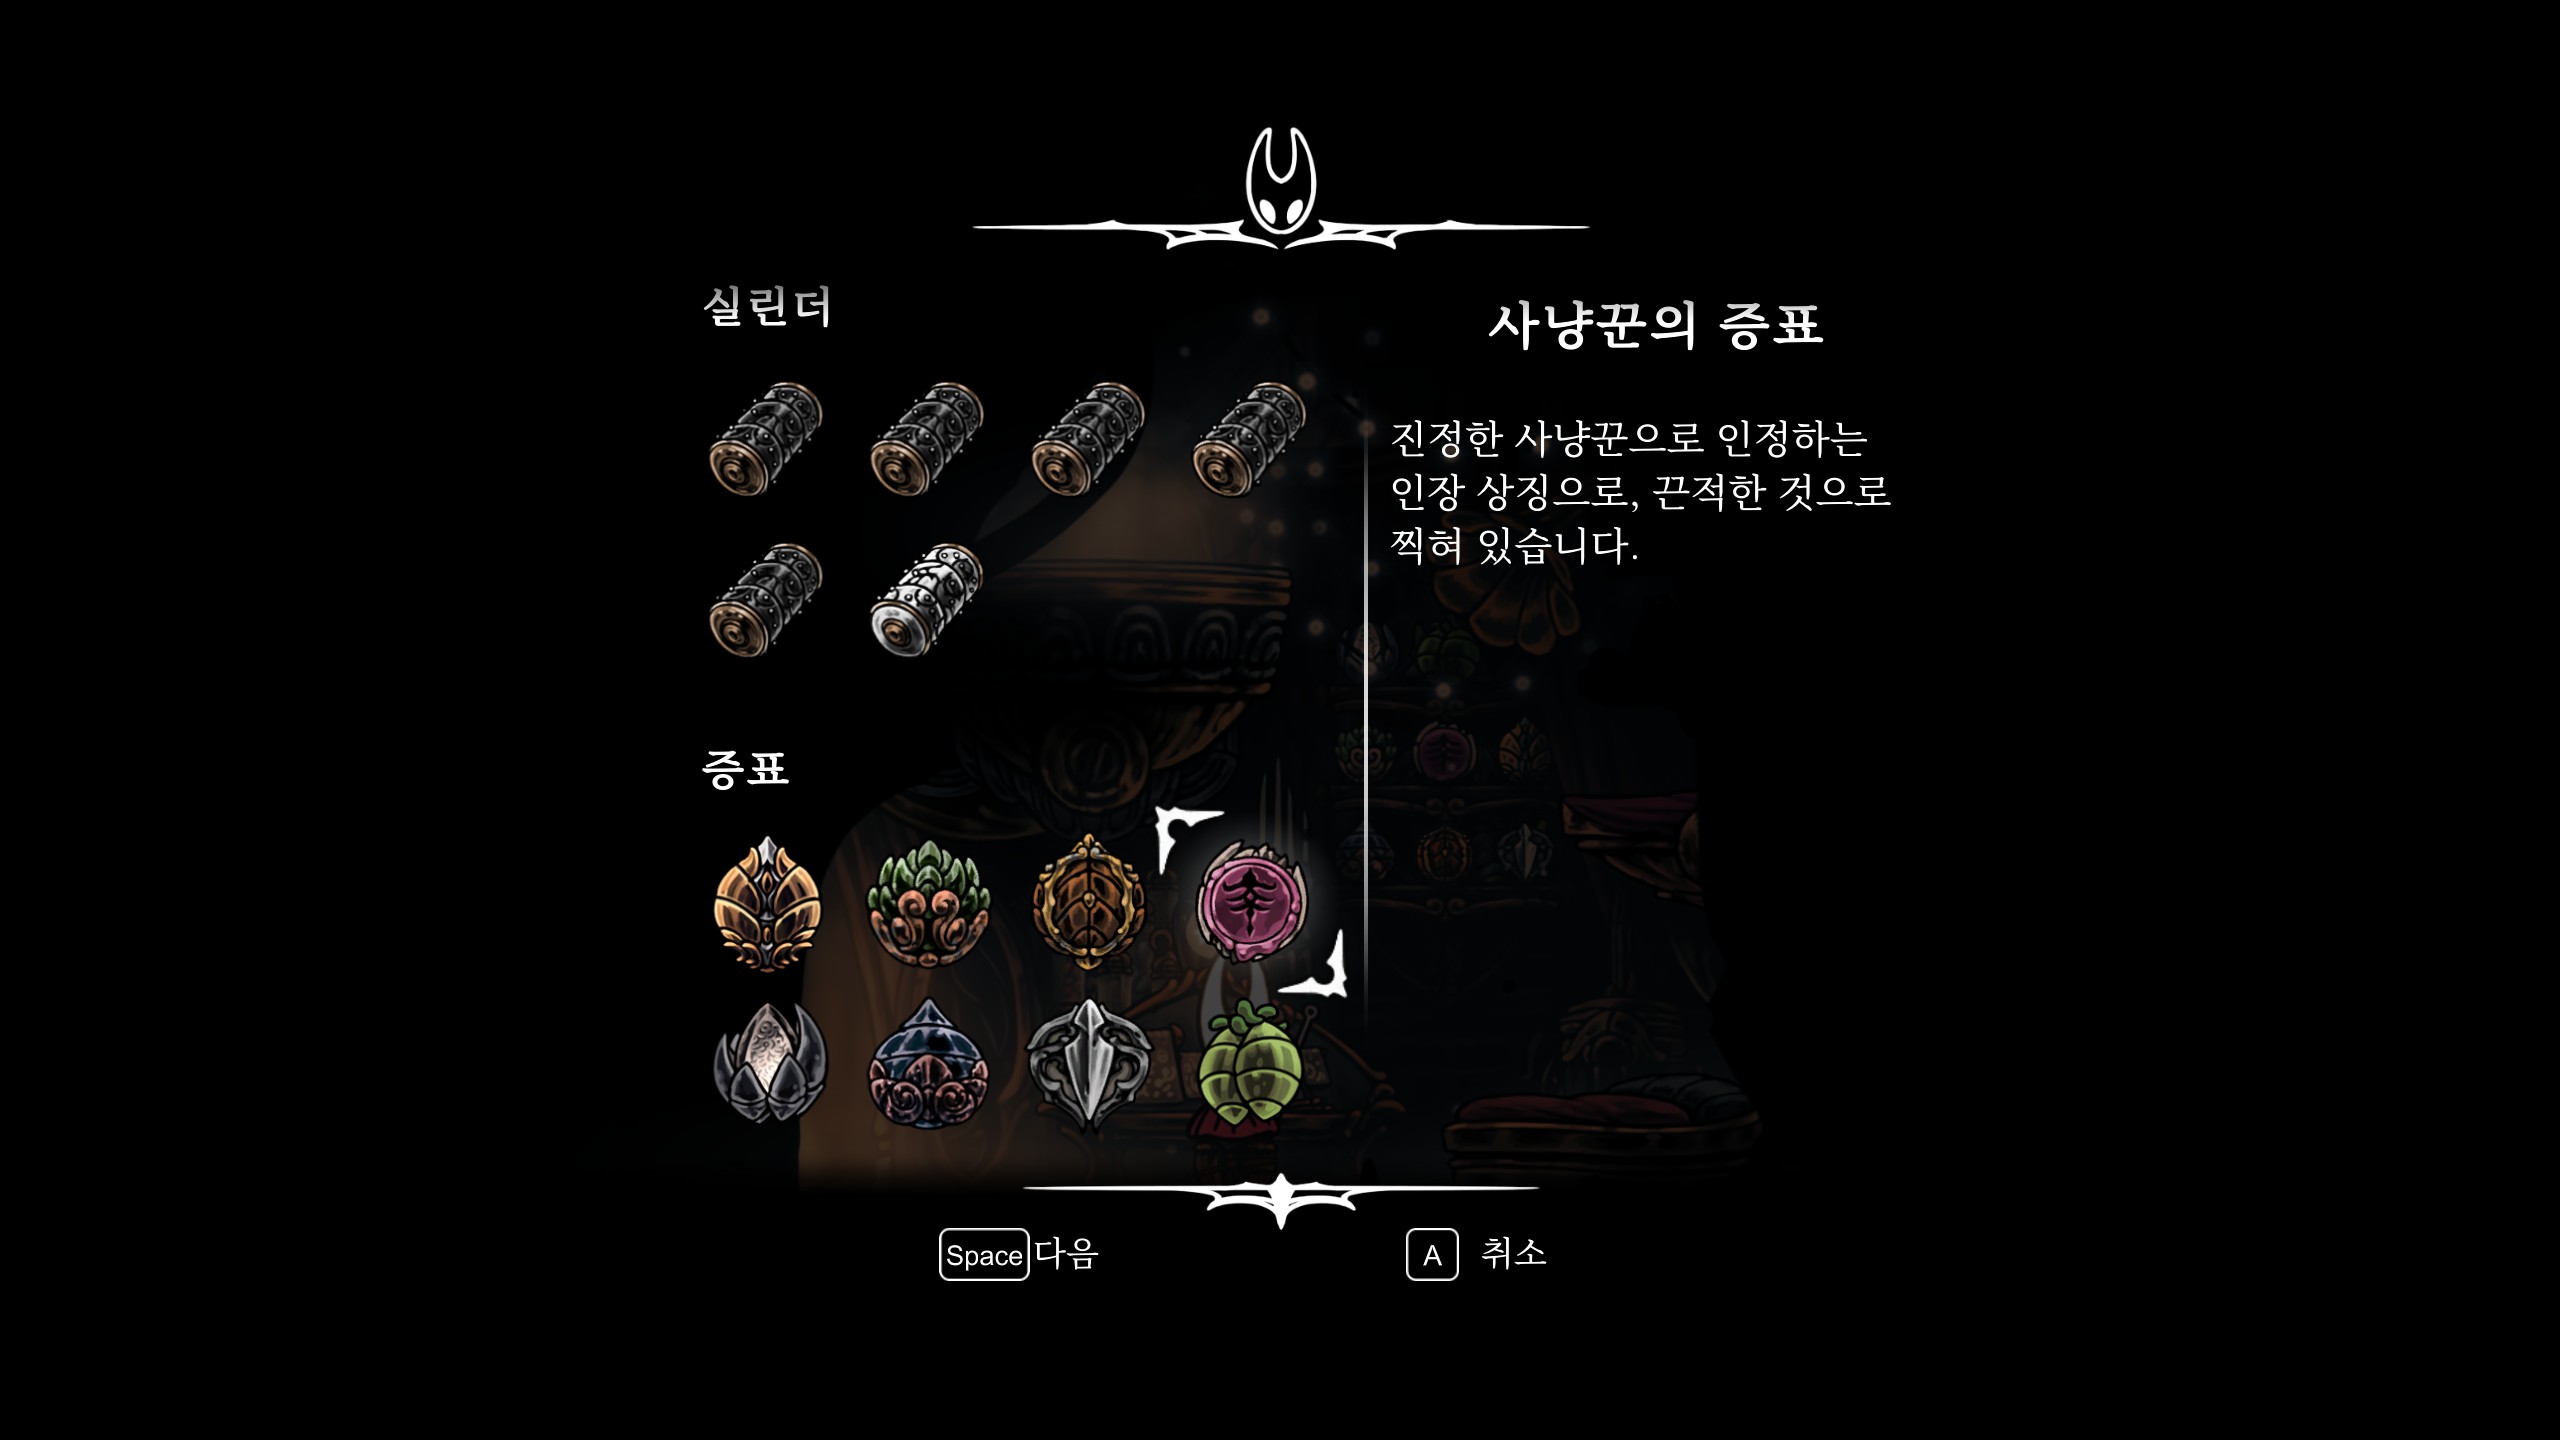 실린더
증표
사냥꾼의 증표
진정한 사냥꾼으로 인정하는
인장 상징으로, 끈적한 것으로
찍혀 있습니다.
Space 다음
A 취소